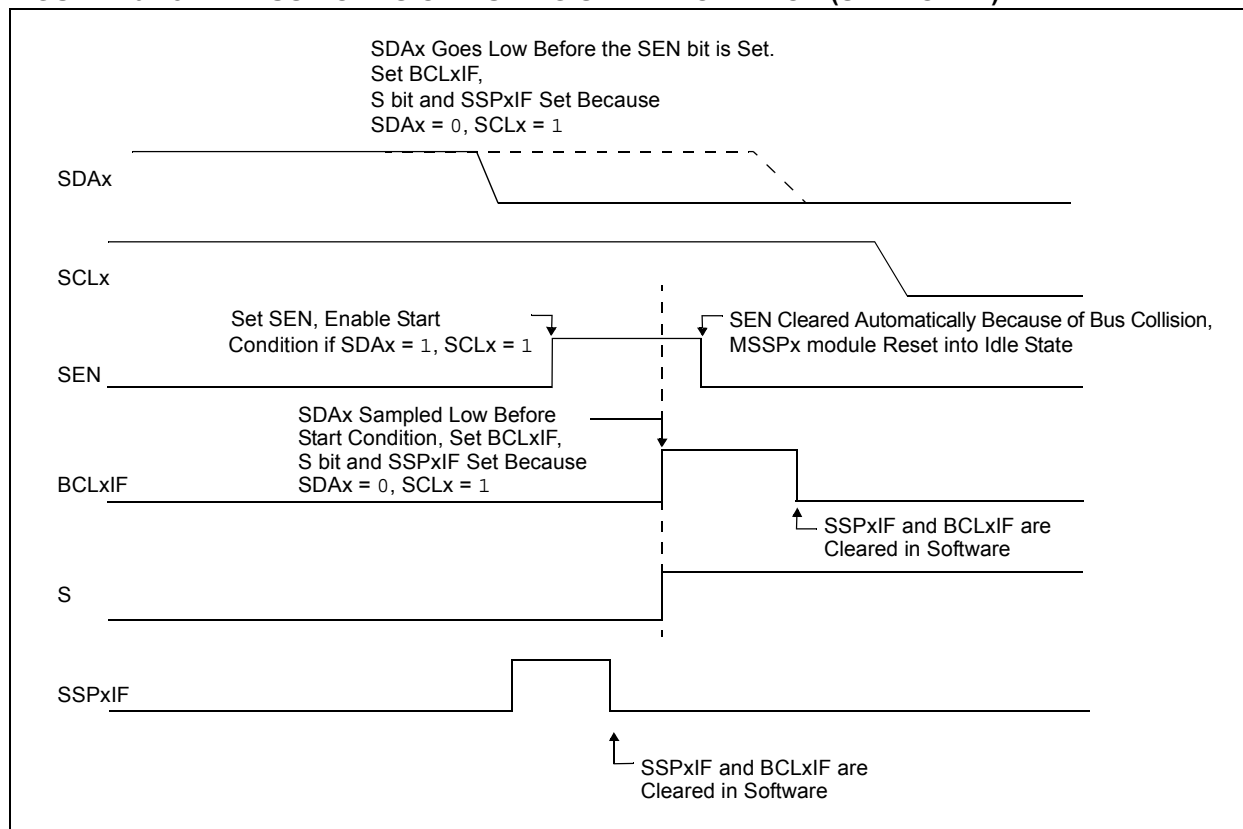 SDAx Goes Low Before the SEN bit is Set.
Set BCLxIF,
S bit and SSPxIF Set Because
SDAx = 0, SCLx = 1
SDAx
SCLx
Set SEN, Enable Start
Condition if SDAx = 1, SCLx = 1
SEN Cleared Automatically Because of Bus Collision,
MSSPx module Reset into Idle State
SEN
SDAx Sampled Low Before
Start Condition, Set BCLxIF,
S bit and SSPxIF Set Because
SDAx = 0, SCLx = 1
BCLxIF
SSPxIF and BCLxIF are
Cleared in Software
S
SSPxIF
SSPxIF and BCLxIF are
Cleared in Software